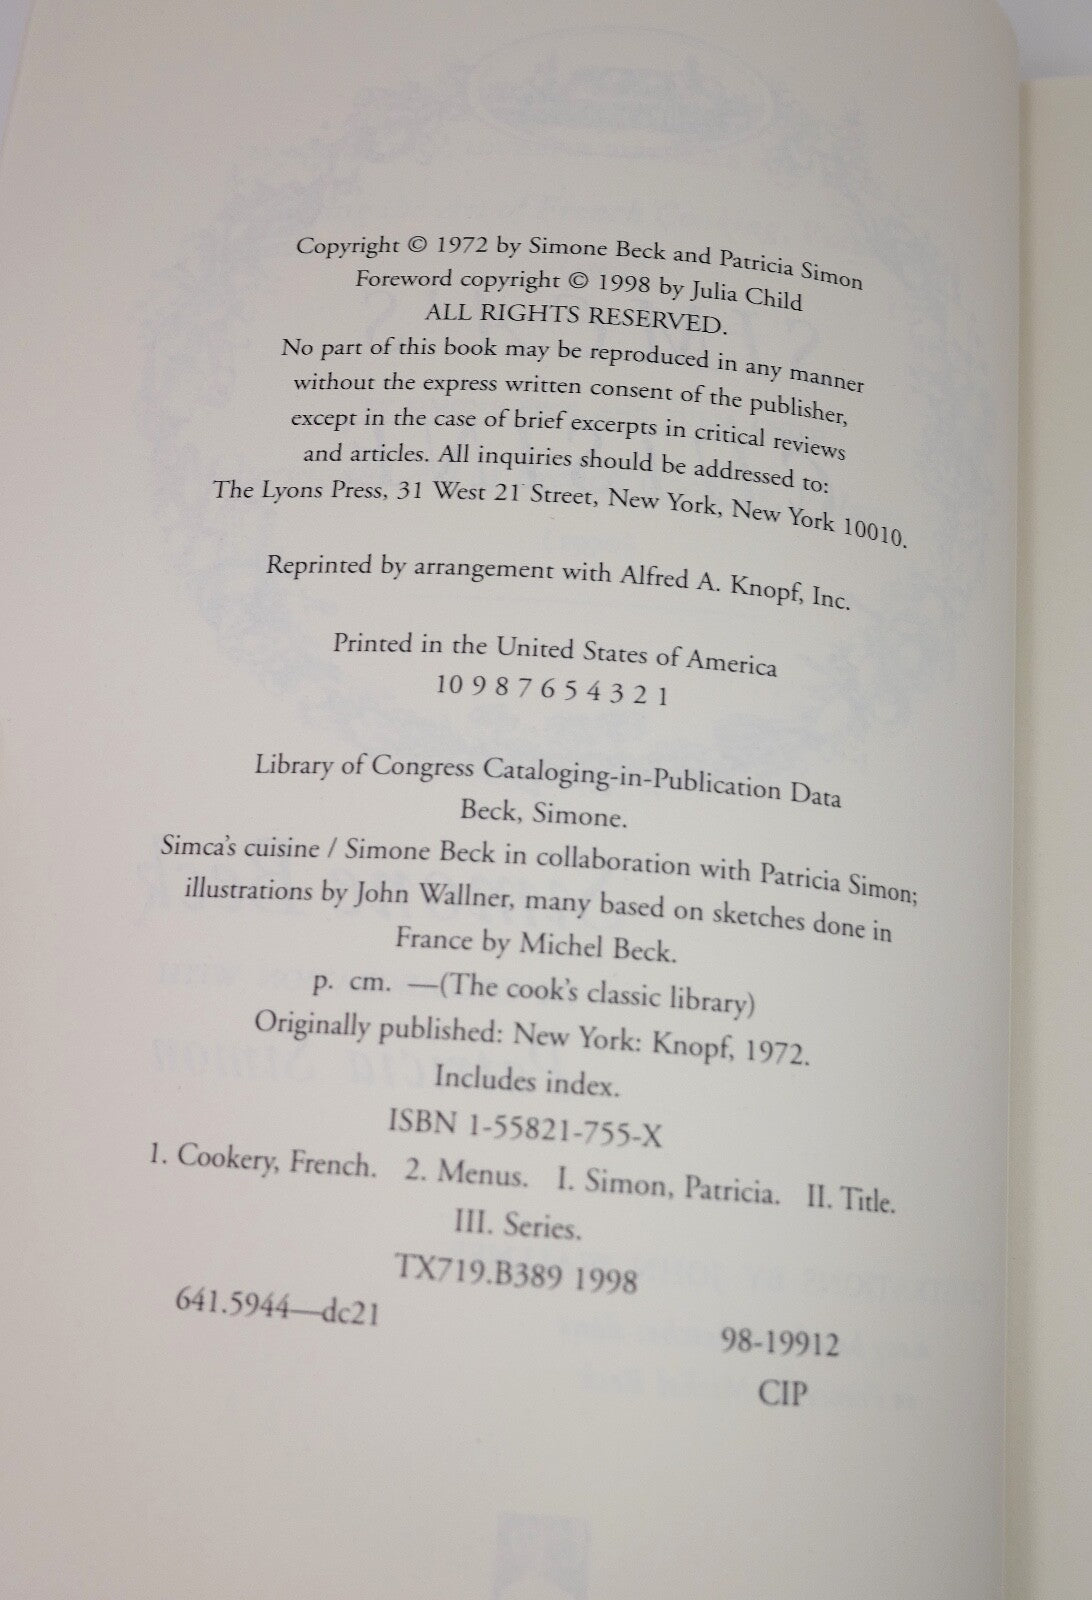 Copyright © 1972 by Simone Beck and Patricia Simon
Foreword copyright © 1998 by Julia Child
ALL RIGHTS RESERVED.
No part of this book may be reproduced in any manner
without the express written consent of the publisher,
except in the case of brief excerpts in critical reviews
and articles. All inquiries should be addressed to:
The Lyons Press, 31 West 21 Street, New York, New York 10010.
Reprinted by arrangement with Alfred A. Knopf, Inc.
Printed in the United States of America
10 9 8 7 6 5 4 3 2 1
Library of Congress Cataloging-in-Publication Data
Beck, Simone.
Simca's cuisine / Simone Beck in collaboration with Patricia Simon;
illustrations by John Wallner, many based on sketches done in
France by Michel Beck.
p. cm. —(The cook's classic library)
Originally published: New York: Knopf, 1972.
Includes index.
ISBN 1-55821-755-X
1. Cookery, French. 2. Menus. I. Simon, Patricia. II. Title.
III. Series.
TX719.B389 1998
641.5944—dc21
98-19912
CIP